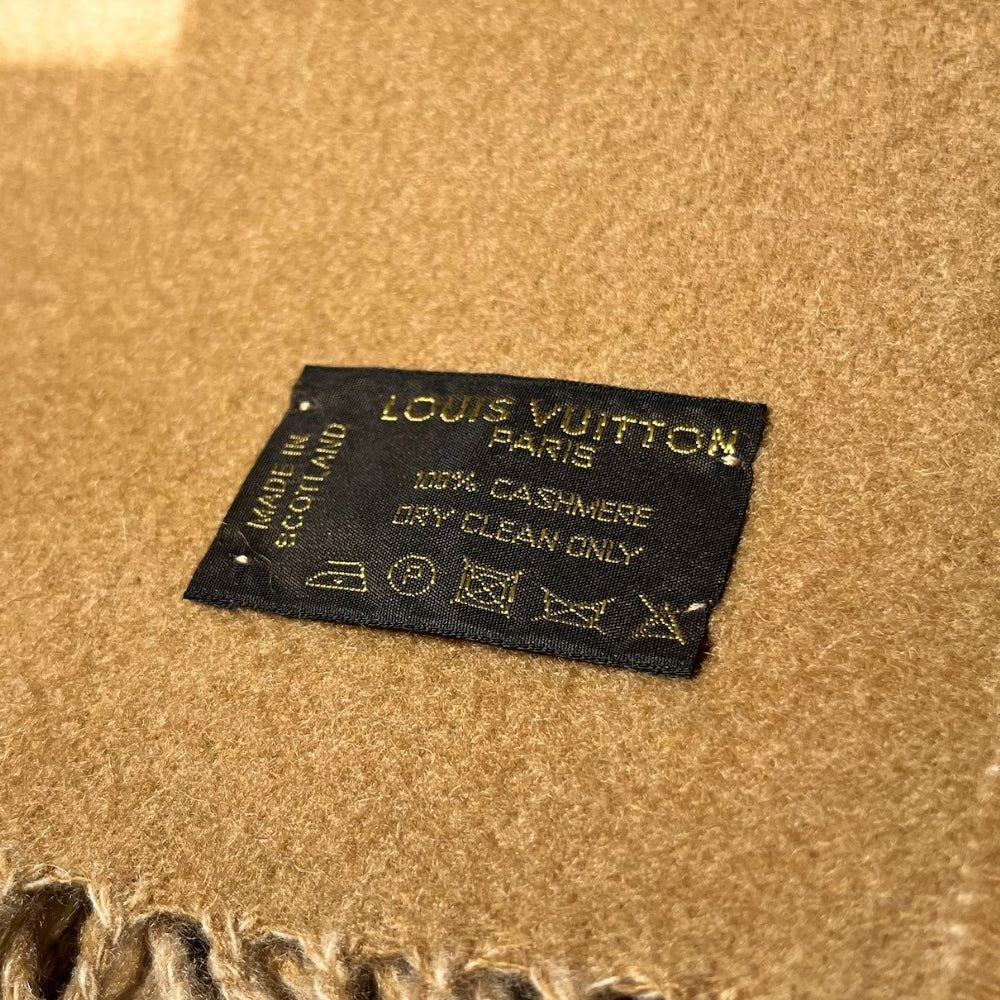 LOUIS VUITTON
PARIS
100% CASHMERE
DRY CLEAN ONLY
P
MADE IN
SCOTLAND